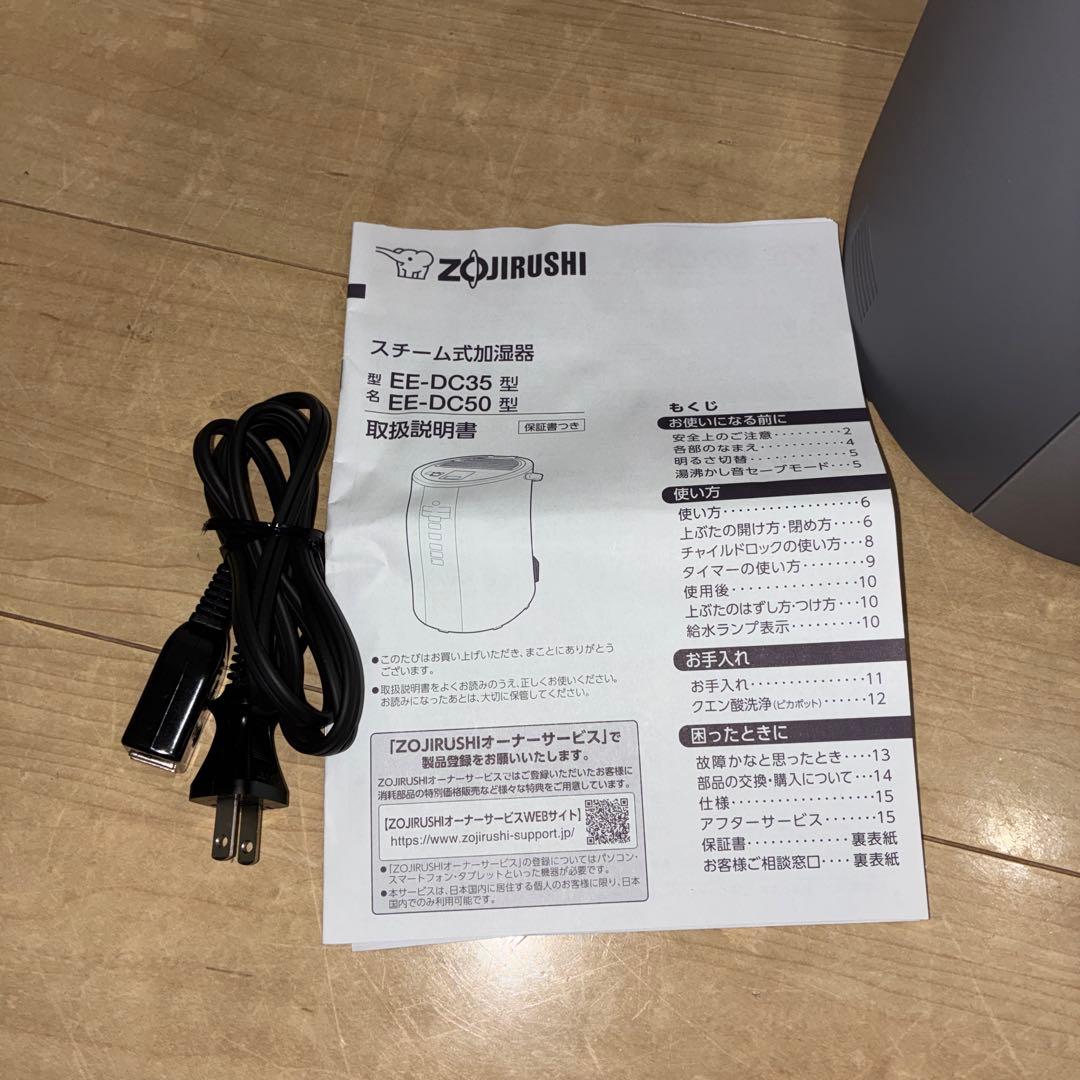 ZOJIRUSHI
スチーム式加湿器
型名 EE-DC35 型
EE-DC50 型
取扱説明書 保証書つき
●このたびはお買い上げいただき、まことにありがとう
ございます。
●取扱説明書をよくお読みのうえ、正しくお使いください。
お読みになったあとは、大切に保管してください。
「ZOJIRUSHIオーナーサービス」で
製品登録をお願いいたします。
ZOJIRUSHIオーナーサービスではご登録いただいたお客様に
消耗部品の特別価格販売など様々な特典をご用意しています。
【ZOJIRUSHIオーナーサービスWEBサイト】
https://www.zojirushi-support.jp/
●「ZOJIRUSHIオーナーサービス」の登録についてはパソコン・
スマートフォン・タブレットといった機器が必要です。
●本サービスは、日本国内に居住する個人のお客様に限り、日本
国内でのみ利用可能です。
もくじ
お使いになる前に
安全上のご注意・・・・・・・・・2
各部のなまえ・・・・・・・・・・・4
明るさ切替・・・・・・・・・・・・5
湯沸かし音セーブモード・・・5
使い方
使い方・・・・・・・・・・・・・・・・6
上ぶたの開け方・閉め方・・・・6
チャイルドロックの使い方・・・8
タイマーの使い方・・・・・・・・9
使用後・・・・・・・・・・・・・・・10
上ぶたのはずし方・つけ方・・・10
給水ランプ表示・・・・・・・・・10
お手入れ
お手入れ・・・・・・・・・・・・・・11
クエン酸洗浄(ピカポット)・・・・・・12
困ったときに
故障かなと思ったとき・・・・13
部品の交換・購入について・・・14
仕様・・・・・・・・・・・・・・・・・15
アフターサービス・・・・・・・15
保証書・・・・・・・・・・・・裏表紙
お客様ご相談窓口・・・・裏表紙